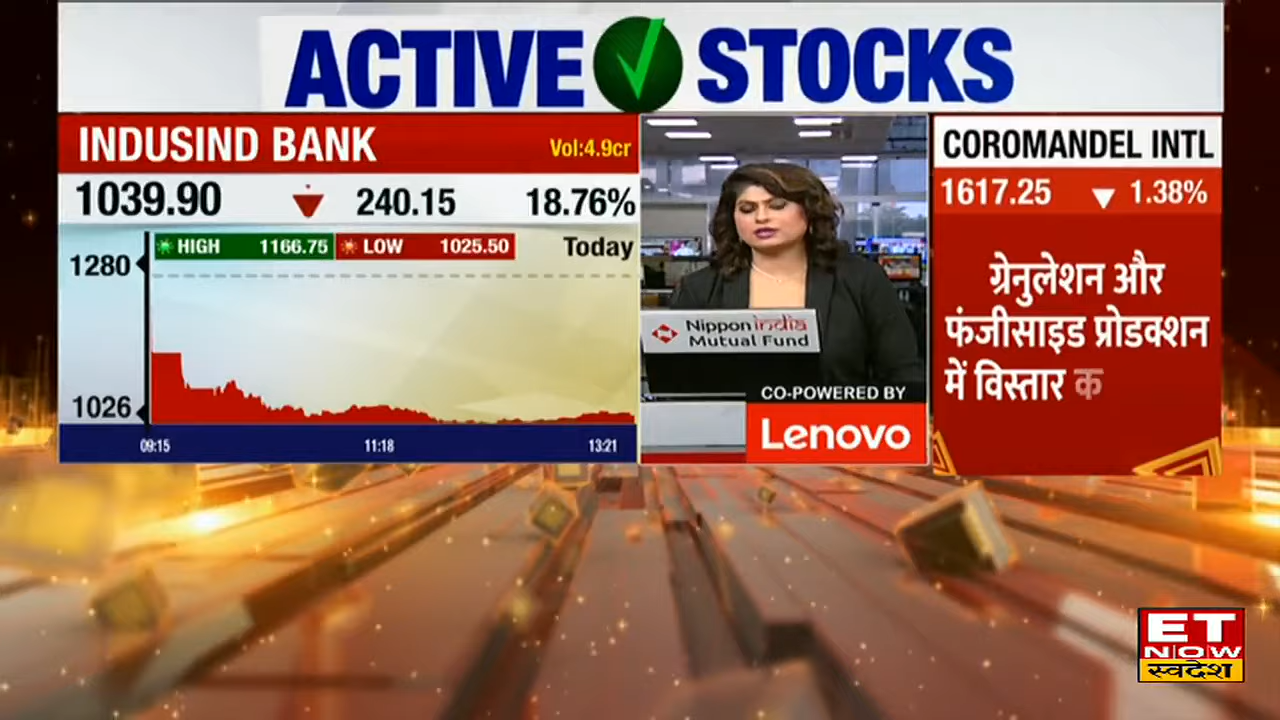 ACTIVE STOCKS
INDUSIND BANK
Vol:4.9cr
1039.90 240.15 18.76%
HIGH 1166.75 LOW 1025.50 Today
1280
1026
09:15 11:18 13:21
Nippon india
Mutual Fund
CO-POWERED BY
Lenovo
COROMANDEL INTL
1617.25 1.38%
ग्रेनुलेशन और
फंजीसाइड प्रोडक्शन
में विस्तार क
ET
NOW
स्वदेश